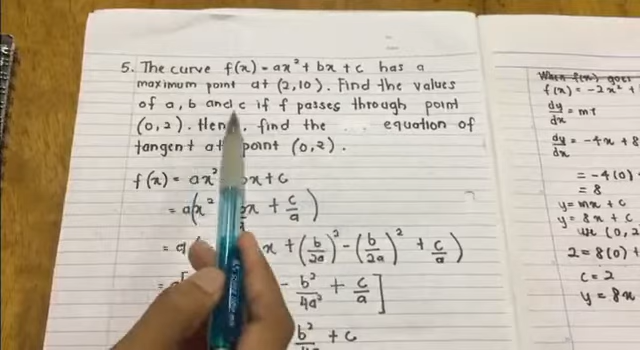 5. The curve f(x) = ax² + bx + c has a
maximum point at (2,10). Find the values
of a, b and c if f passes through point
(0,2). find the equation of
tangent at point (0,2).
f(x) = ax² bx + c
= a(x² x + c/a)
= a x + (b/2a)² - (b/2a)² + c/a)
= - b²/4a² + c/a]
b² + c
When f(x) goes
f(x) = -2x² +
dy/dx =
dy/dx = -4x + 8
= -4(0)
= 8
y = mx + c
y = 8x + c
(0,2)
2 = 8(0) +
c = 2
y = 8x